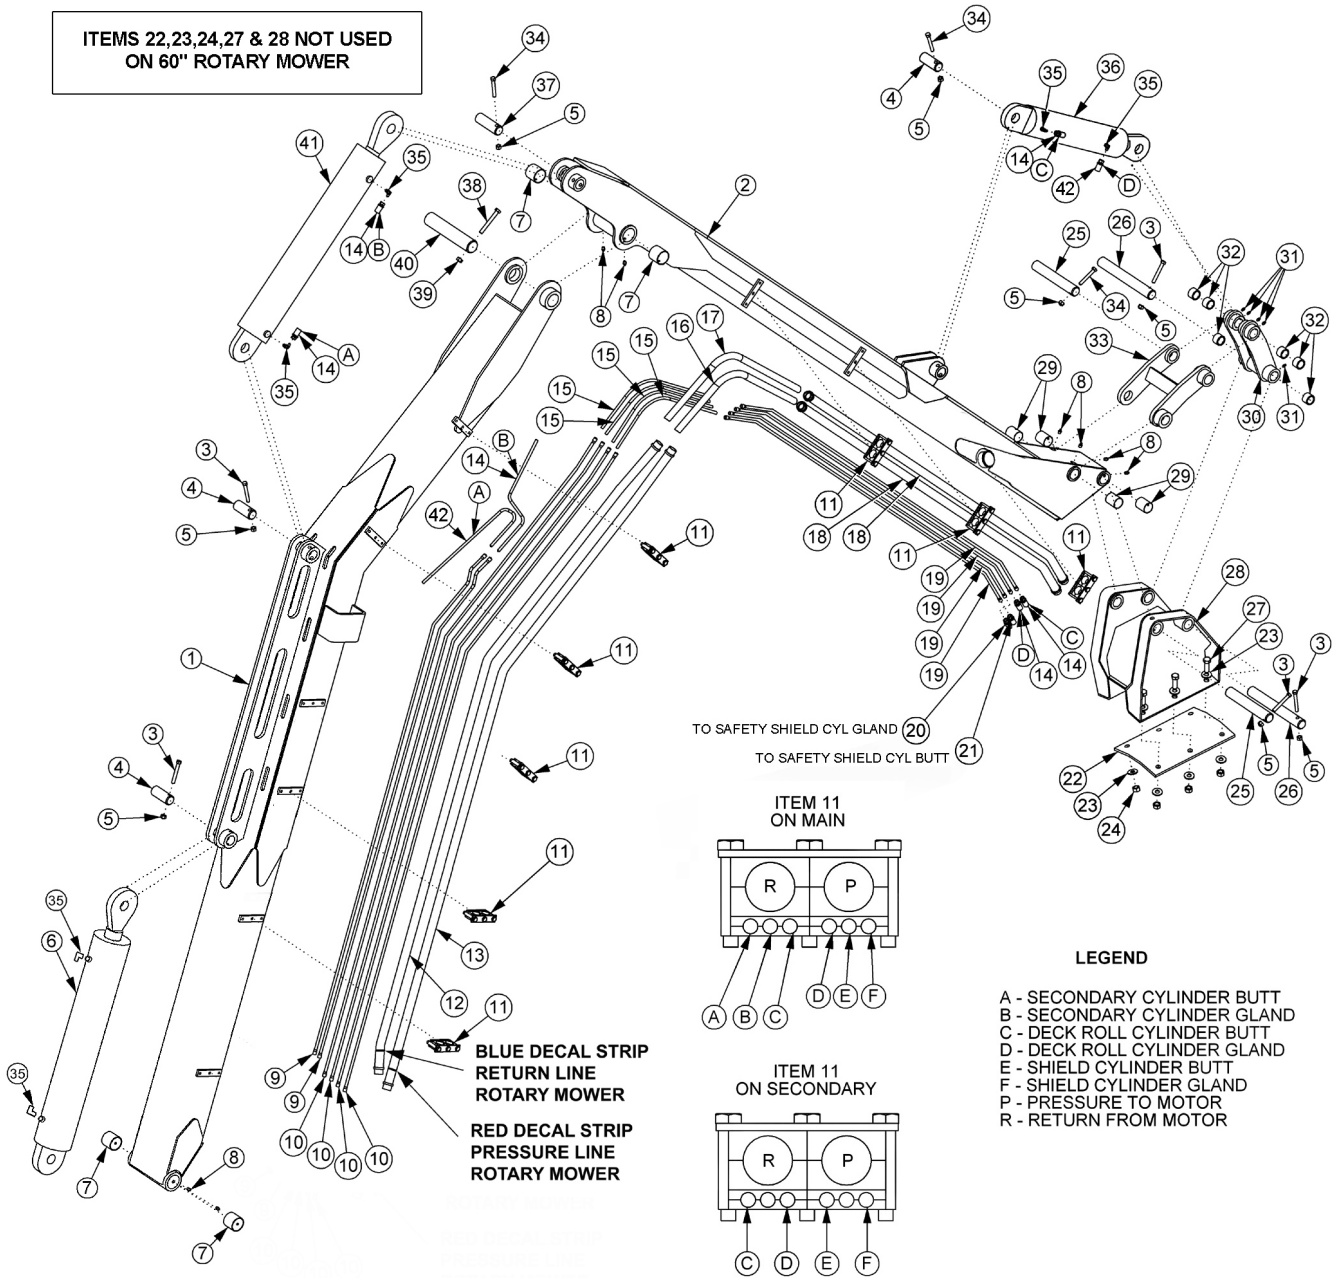 ITEMS 22,23,24,27 & 28 NOT USED
ON 60" ROTARY MOWER
34
37
5
41
35
14
B
7
38
40
39
8
7
2
34
4
5
35
36
35
14
C
42
D
25
26
3
32
31
5
34
5
33
32
30
31
29
8
8
29
A
14
35
17
16
15
15
15
15
B
14
A
42
3
4
5
1
3
4
5
11
11
11
11
11
11
18
18
11
19
19
19
19
11
C
D
14
14
28
27
23
3
3
TO SAFETY SHIELD CYL GLAND 20
TO SAFETY SHIELD CYL BUTT 21
22
23
24
25
5
26
5
35
6
35
7
8
7
13
12
9
9
10
10
10
10
BLUE DECAL STRIP
RETURN LINE
ROTARY MOWER
RED DECAL STRIP
PRESSURE LINE
ROTARY MOWER
ITEM 11
ON MAIN
R
P
A
B
C
D
E
F
ITEM 11
ON SECONDARY
R
P
C
D
E
F
LEGEND
A - SECONDARY CYLINDER BUTT
B - SECONDARY CYLINDER GLAND
C - DECK ROLL CYLINDER BUTT
D - DECK ROLL CYLINDER GLAND
E - SHIELD CYLINDER BUTT
F - SHIELD CYLINDER GLAND
P - PRESSURE TO MOTOR
R - RETURN FROM MOTOR